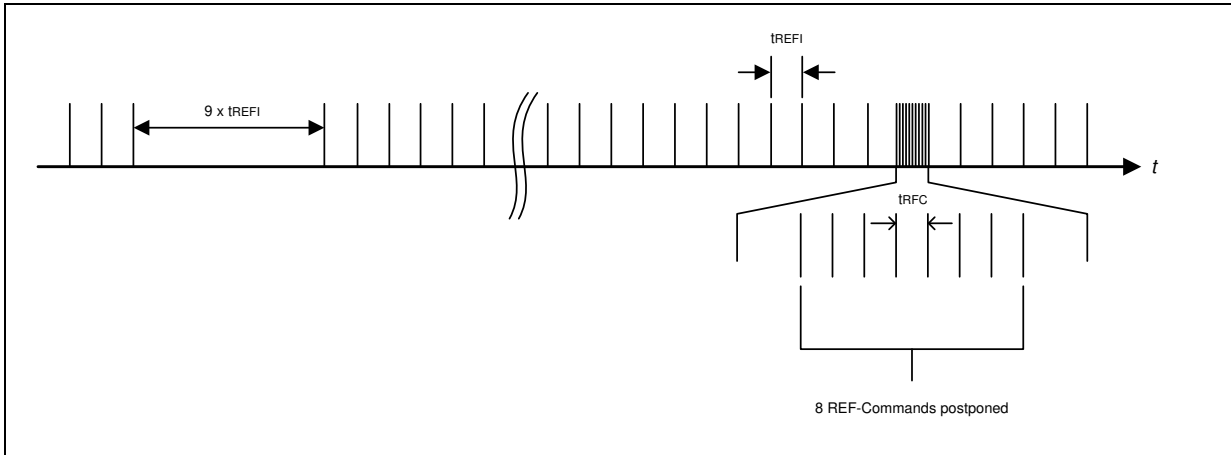 tREFI
9 x tREFI
t
tRFC
8 REF-Commands postponed